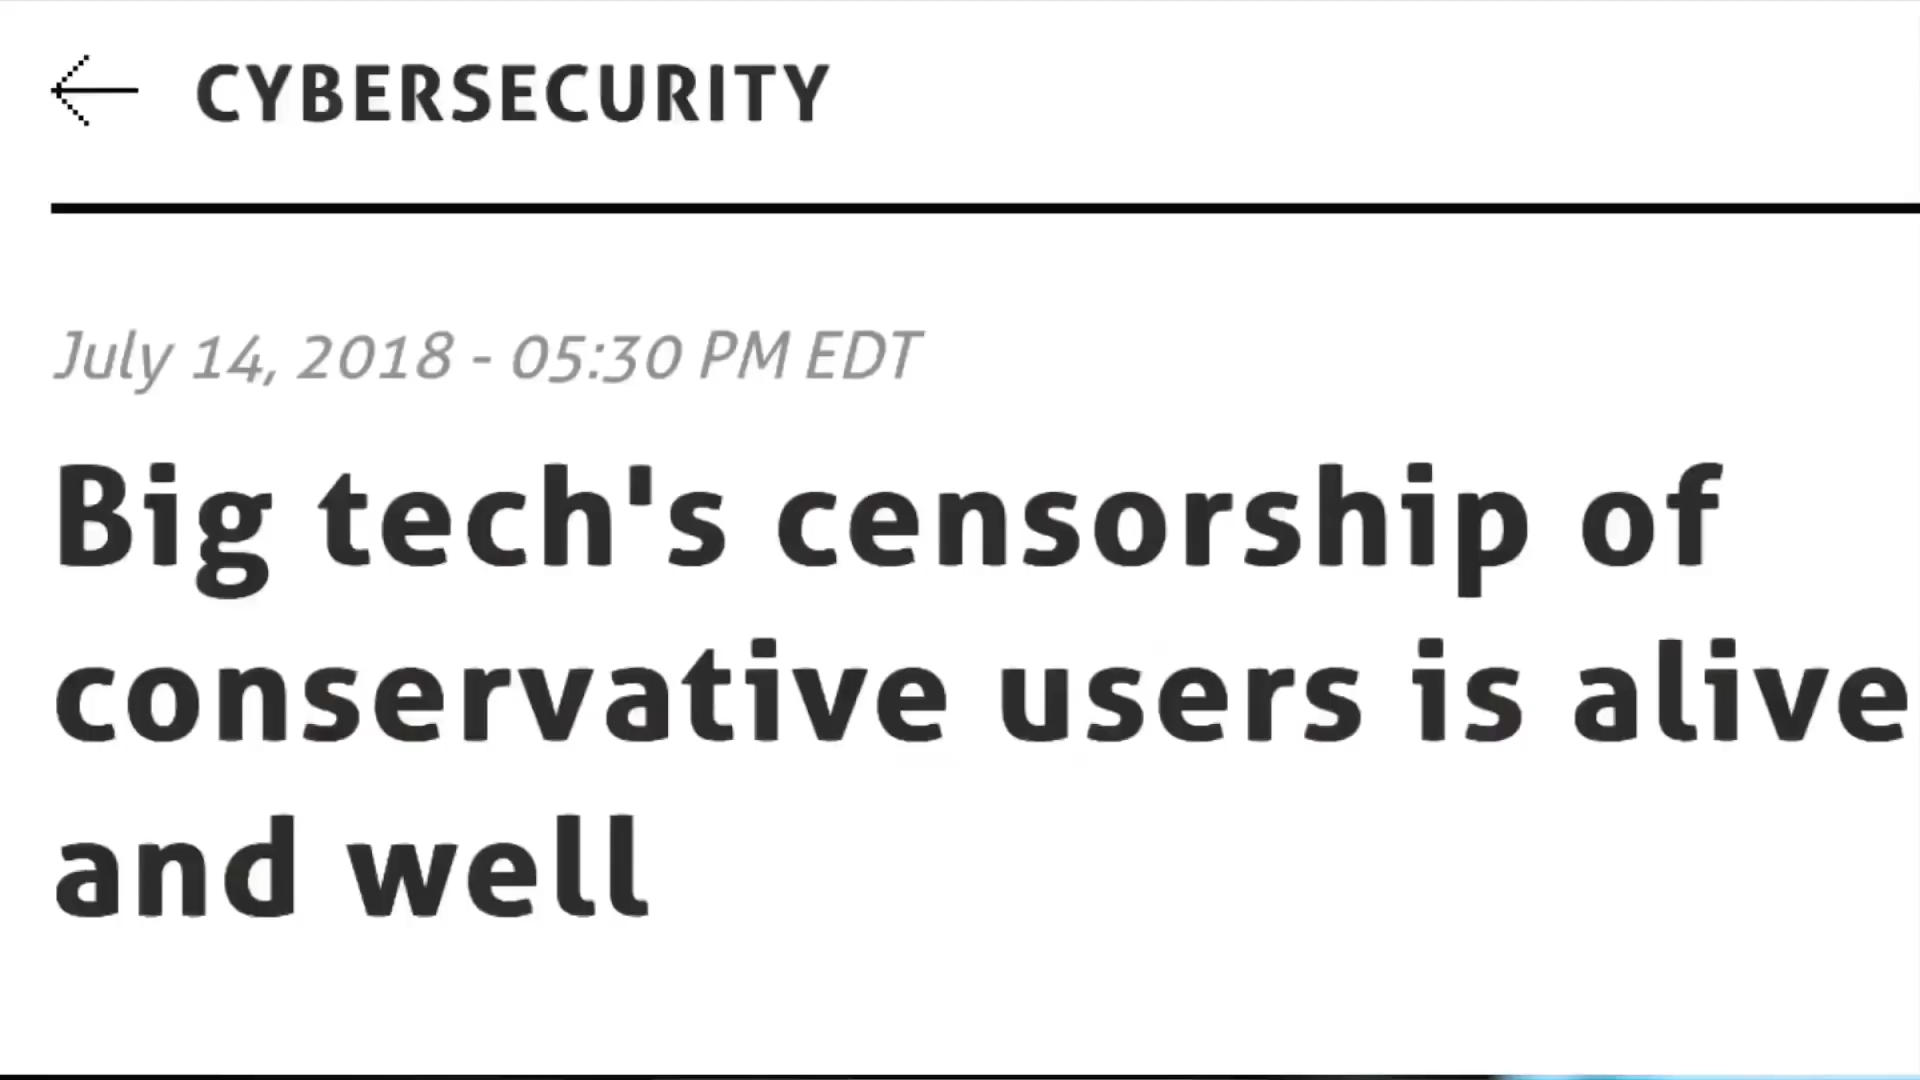 CYBERSECURITY
July 14, 2018 - 05:30 PM EDT
Big tech's censorship of
conservative users is alive
and well